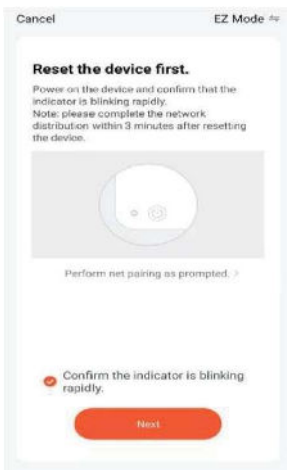 Cancel
EZ Mode
Reset the device first.
Power on the device and confirm that the
indicator is blinking rapidly.
Note: please complete the network
distribution within 3 minutes after resetting
the device.
Perform net pairing as prompted. >
Confirm the indicator is blinking
rapidly.
Next